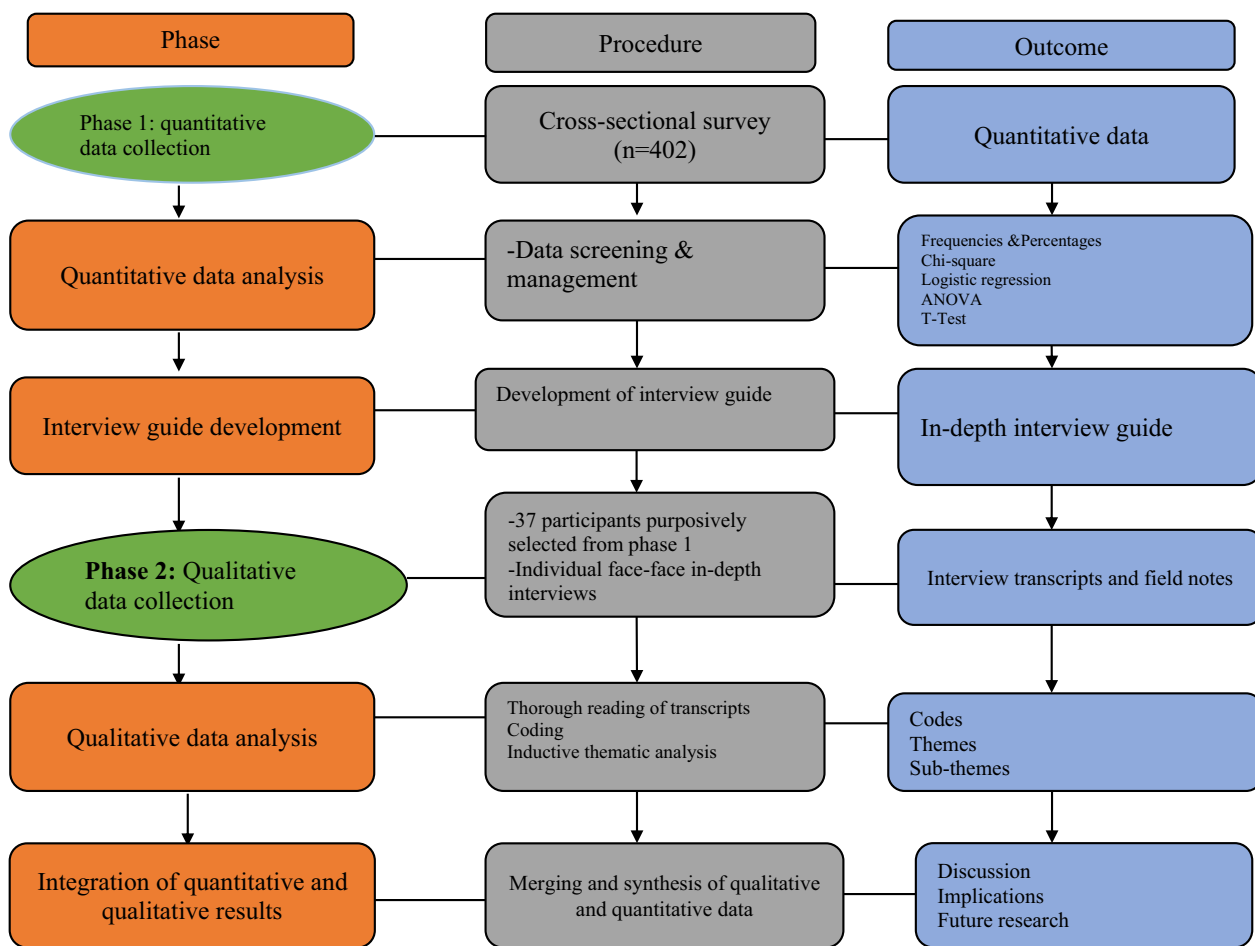 Phase
Procedure
Outcome
Phase 1: quantitative
data collection
Cross-sectional survey
(n=402)
Quantitative data
Quantitative data analysis
-Data screening &
management
Frequencies &Percentages
Chi-square
Logistic regression
ANOVA
T-Test
Interview guide development
Development of interview guide
In-depth interview guide
Phase 2: Qualitative
data collection
-37 participants purposively
selected from phase 1
-Individual face-face in-depth
interviews
Interview transcripts and field notes
Qualitative data analysis
Thorough reading of transcripts
Coding
Inductive thematic analysis
Codes
Themes
Sub-themes
Integration of quantitative and
qualitative results
Merging and synthesis of qualitative
and quantitative data
Discussion
Implications
Future research